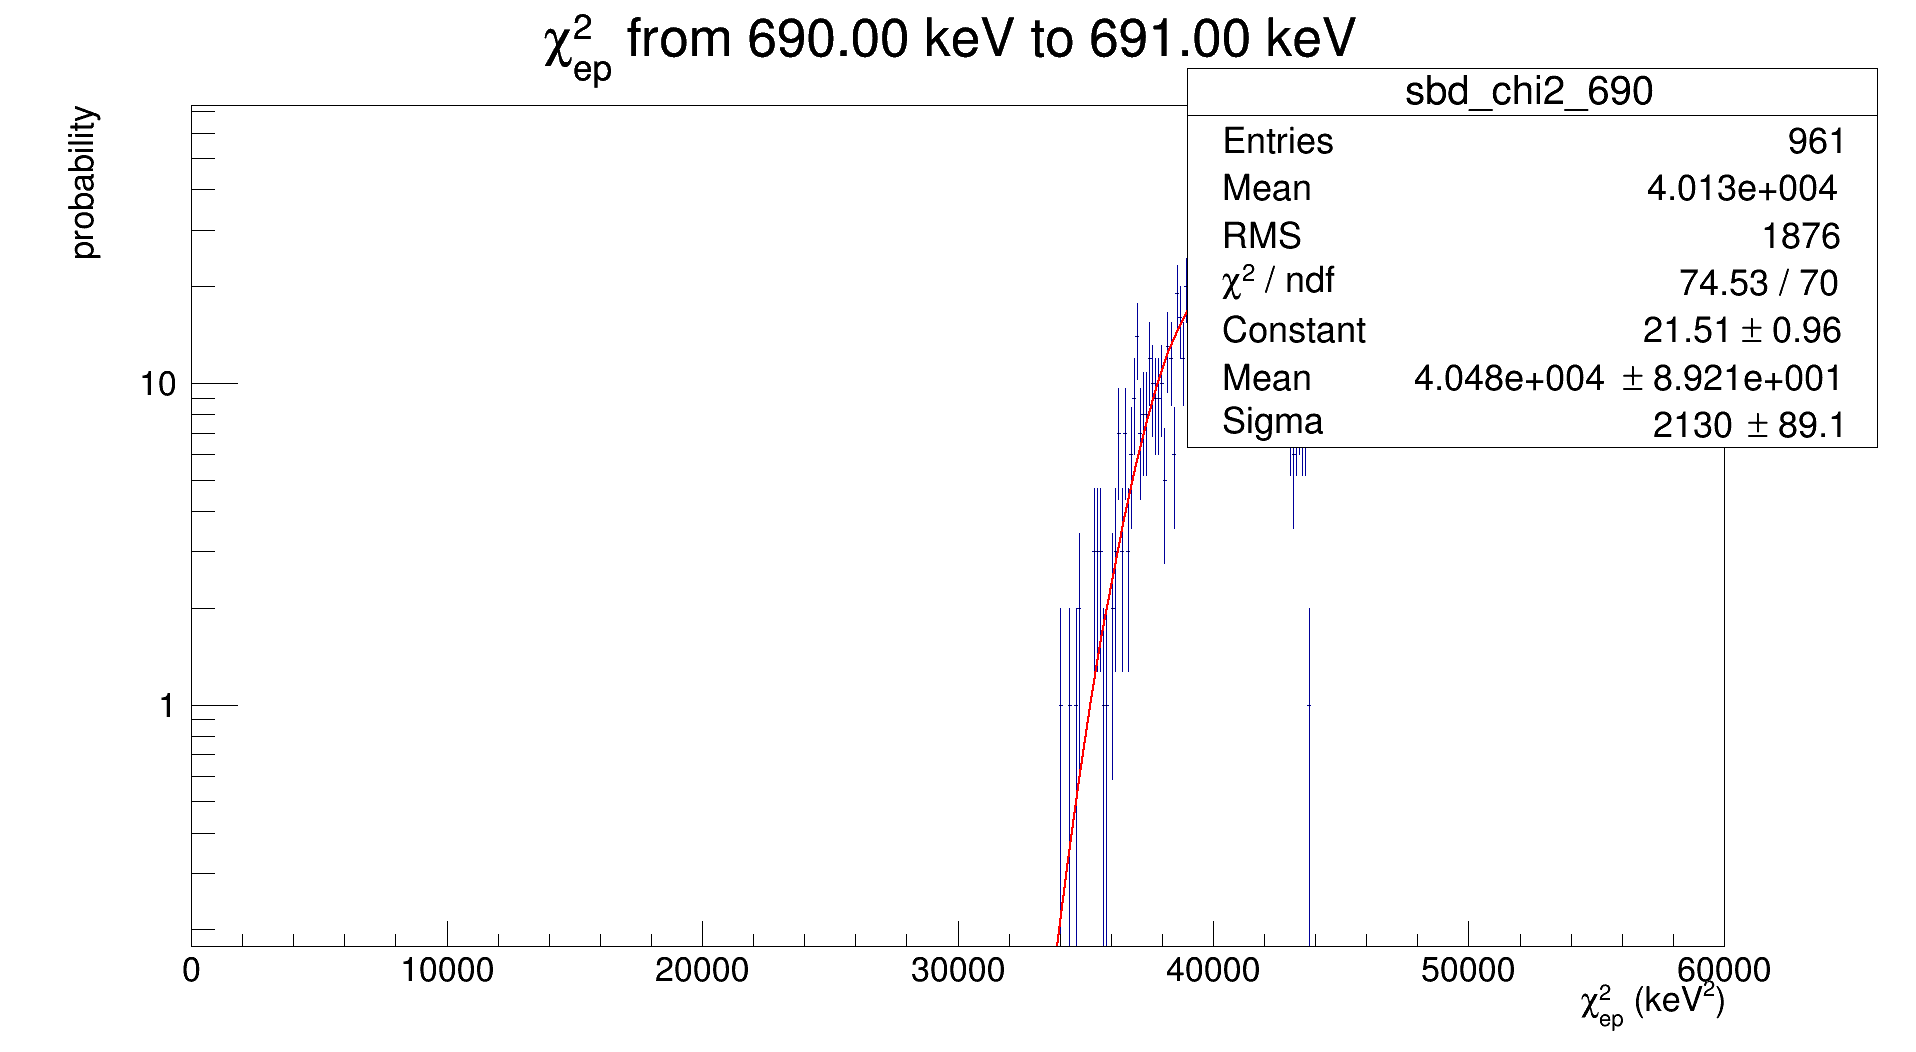 χ²ep from 690.00 keV to 691.00 keV
probability
sbd_chi2_690
Entries 961
Mean 4.013e+004
RMS 1876
χ² / ndf 74.53 / 70
Constant 21.51 ± 0.96
Mean 4.048e+004 ± 8.921e+001
Sigma 2130 ± 89.1
10
1
0 10000 20000 30000 40000 50000 60000
χ²ep (keV²)